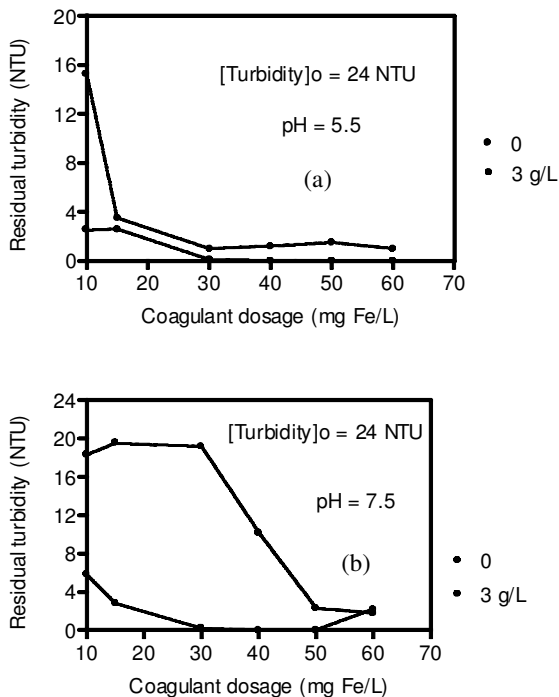 20
16
12
8
4
0
Residual turbidity (NTU)
[Turbidity]o = 24 NTU
pH = 5.5
(a)
0
3 g/L
10 20 30 40 50 60 70
Coagulant dosage (mg Fe/L)
24
20
16
12
8
4
0
Residual turbidity (NTU)
[Turbidity]o = 24 NTU
pH = 7.5
(b)
0
3 g/L
10 20 30 40 50 60 70
Coagulant dosage (mg Fe/L)